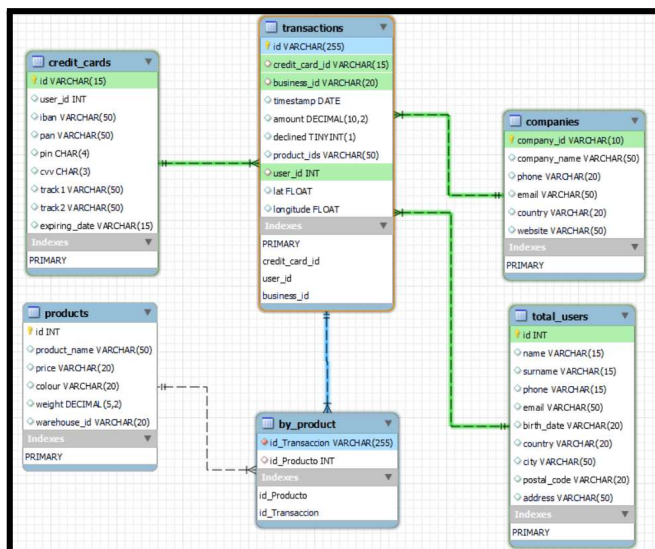 transactions
id VARCHAR(255)
credit_card_id VARCHAR(15)
business_id VARCHAR(20)
timestamp DATE
amount DECIMAL(10,2)
declined TINYINT(1)
product_ids VARCHAR(50)
user_id INT
lat FLOAT
longitude FLOAT
Indexes
PRIMARY
credit_card_id
user_id
business_id
credit_cards
id VARCHAR(15)
user_id INT
iban VARCHAR(50)
pan VARCHAR(50)
pin CHAR(4)
cvv CHAR(3)
track1 VARCHAR(50)
track2 VARCHAR(50)
expiring_date VARCHAR(15)
Indexes
PRIMARY
companies
company_id VARCHAR(10)
company_name VARCHAR(50)
phone VARCHAR(20)
email VARCHAR(50)
country VARCHAR(20)
website VARCHAR(50)
Indexes
PRIMARY
products
id INT
product_name VARCHAR(50)
price VARCHAR(20)
colour VARCHAR(20)
weight DECIMAL(5,2)
warehouse_id VARCHAR(20)
Indexes
PRIMARY
by_product
id_Transaccion VARCHAR(255)
id_Producto INT
Indexes
id_Producto
id_Transaccion
total_users
id INT
name VARCHAR(15)
surname VARCHAR(15)
phone VARCHAR(15)
email VARCHAR(50)
birth_date VARCHAR(20)
country VARCHAR(20)
city VARCHAR(50)
postal_code VARCHAR(20)
address VARCHAR(50)
Indexes
PRIMARY